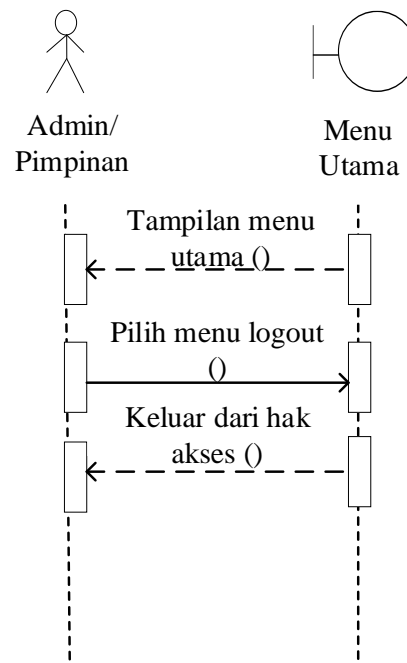 Admin/
Pimpinan
Menu
Utama
Tampilan menu
utama ()
Pilih menu logout
()
Keluar dari hak
akses ()